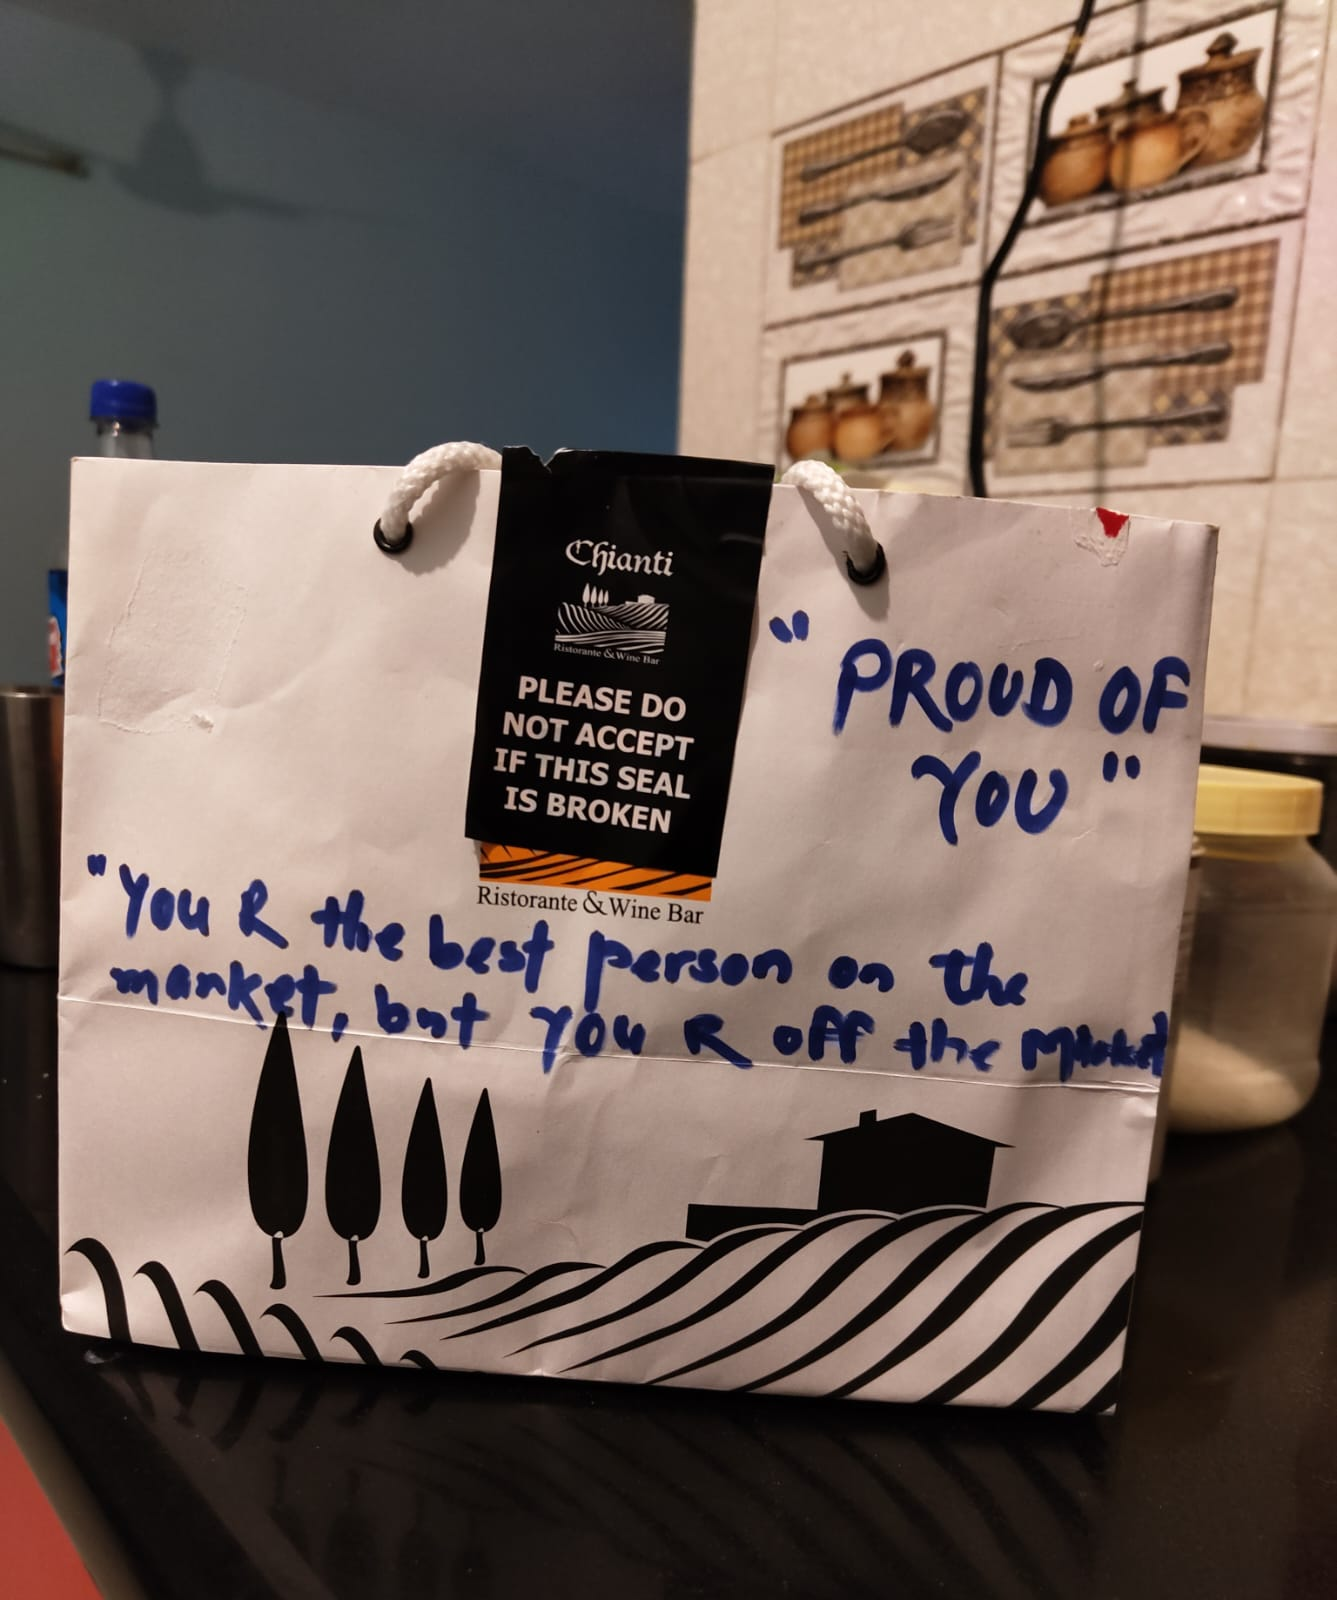 Chianti
Ristorante & Wine Bar
PLEASE DO
NOT ACCEPT
IF THIS SEAL
IS BROKEN
"PROUD OF
YOU"
Ristorante & Wine Bar
"You R the best person on the
market, but you R off the Market